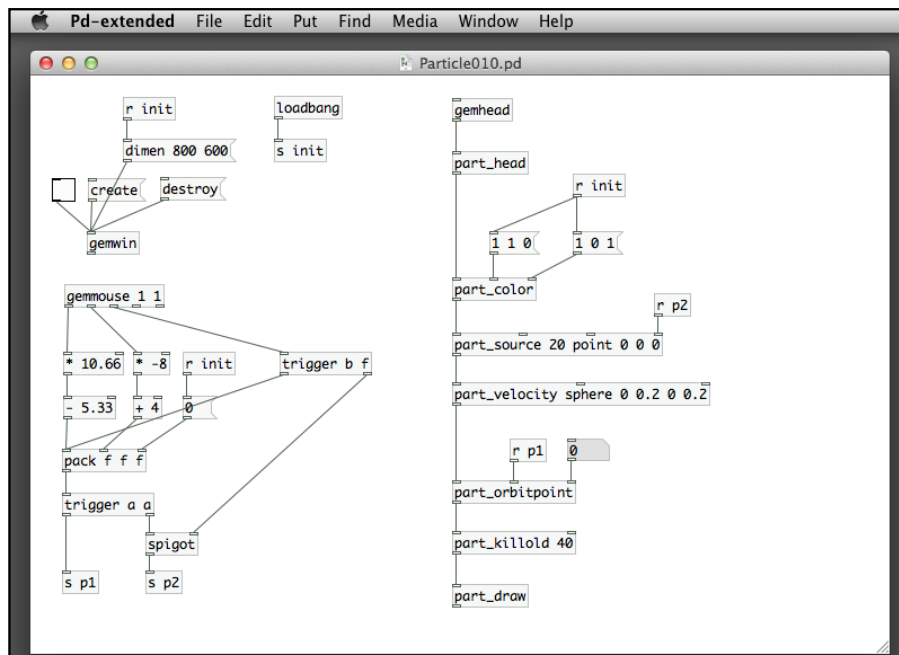 Pd-extended File Edit Put Find Media Window Help
Particle010.pd
r init
loadbang
dimen 800 600
s init
create
destroy
gemwin
gemmouse 1 1
* 10.66
* -8
r init
trigger b f
- 5.33
+ 4
0
pack f f f
trigger a a
spigot
s p1
s p2
gemhead
part_head
r init
1 1 0
1 0 1
part_color
r p2
part_source 20 point 0 0 0
part_velocity sphere 0 0.2 0 0.2
r p1
0
part_orbitpoint
part_killold 40
part_draw